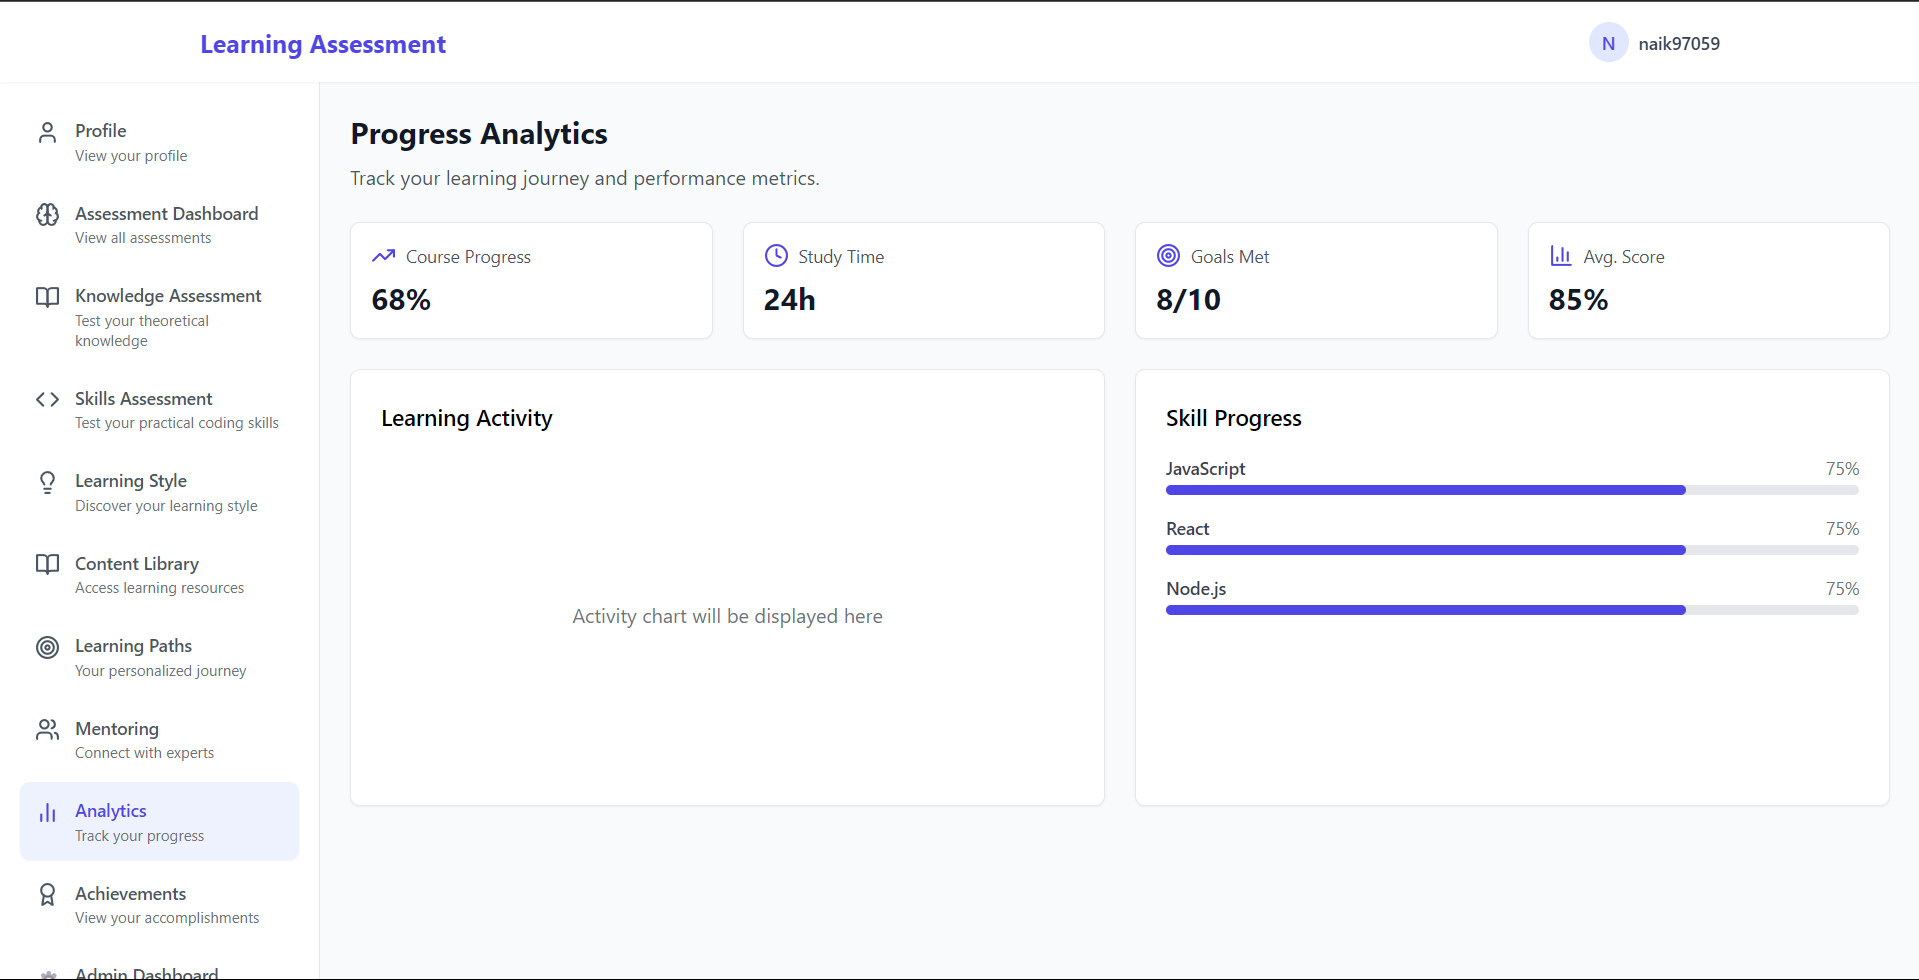 Learning Assessment
N
naik97059
Profile
View your profile
Assessment Dashboard
View all assessments
Knowledge Assessment
Test your theoretical
knowledge
Skills Assessment
Test your practical coding skills
Learning Style
Discover your learning style
Content Library
Access learning resources
Learning Paths
Your personalized journey
Mentoring
Connect with experts
Analytics
Track your progress
Achievements
View your accomplishments
Admin Dashboard
Progress Analytics
Track your learning journey and performance metrics.
Course Progress
68%
Study Time
24h
Goals Met
8/10
Avg. Score
85%
Learning Activity
Activity chart will be displayed here
Skill Progress
JavaScript 75%
React 75%
Node.js 75%